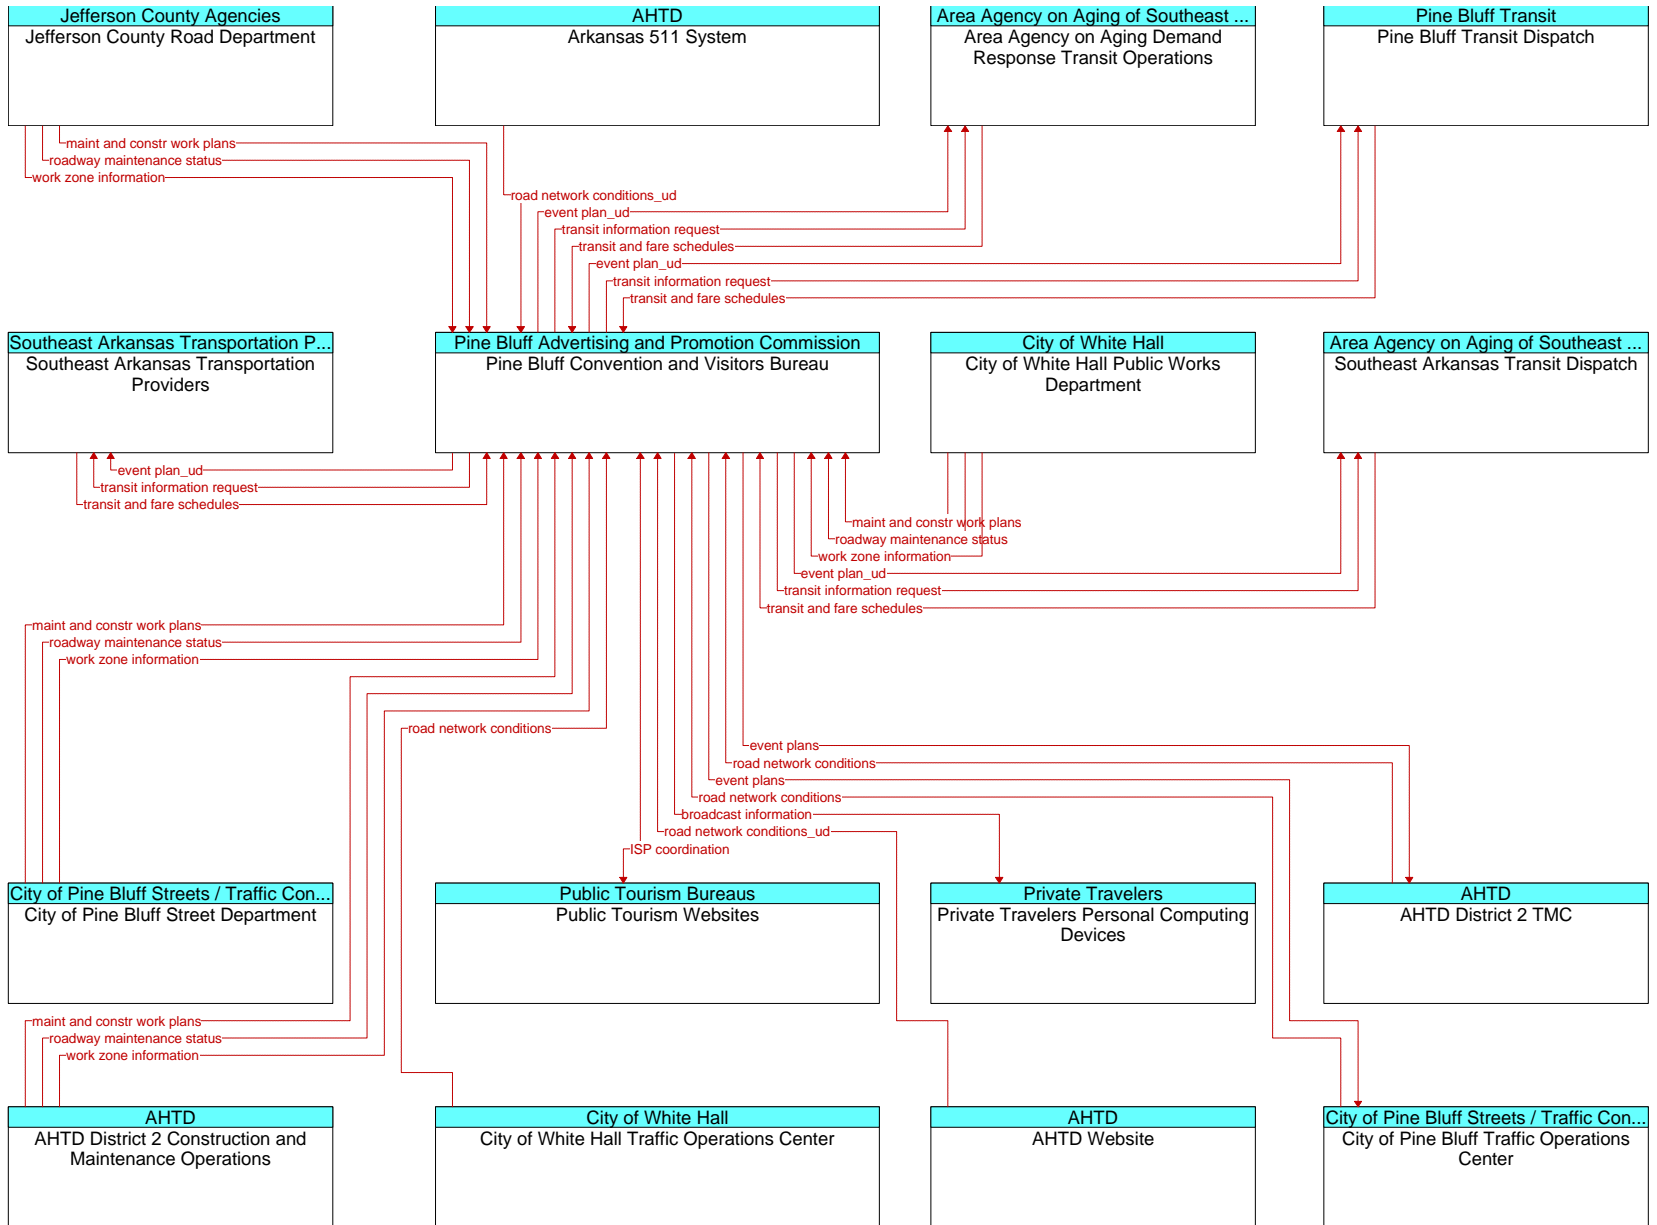 Jefferson County Agencies
Jefferson County Road Department
AHTD
Arkansas 511 System
Area Agency on Aging of Southeast ...
Area Agency on Aging Demand
Response Transit Operations
Pine Bluff Transit
Pine Bluff Transit Dispatch
maint and constr work plans
roadway maintenance status
work zone information
road network conditions_ud
event plan_ud
transit information request
transit and fare schedules
event plan_ud
transit information request
transit and fare schedules
Southeast Arkansas Transportation P...
Southeast Arkansas Transportation
Providers
Pine Bluff Advertising and Promotion Commission
Pine Bluff Convention and Visitors Bureau
City of White Hall
City of White Hall Public Works
Department
Area Agency on Aging of Southeast ...
Southeast Arkansas Transit Dispatch
event plan_ud
transit information request
transit and fare schedules
maint and constr work plans
roadway maintenance status
work zone information
event plan_ud
transit information request
transit and fare schedules
maint and constr work plans
roadway maintenance status
work zone information
road network conditions
event plans
road network conditions
event plans
road network conditions
broadcast information
road network conditions_ud
ISP coordination
City of Pine Bluff Streets / Traffic Con...
City of Pine Bluff Street Department
Public Tourism Bureaus
Public Tourism Websites
Private Travelers
Private Travelers Personal Computing
Devices
AHTD
AHTD District 2 TMC
maint and constr work plans
roadway maintenance status
work zone information
AHTD
AHTD District 2 Construction and
Maintenance Operations
City of White Hall
City of White Hall Traffic Operations Center
AHTD
AHTD Website
City of Pine Bluff Streets / Traffic Con...
City of Pine Bluff Traffic Operations
Center